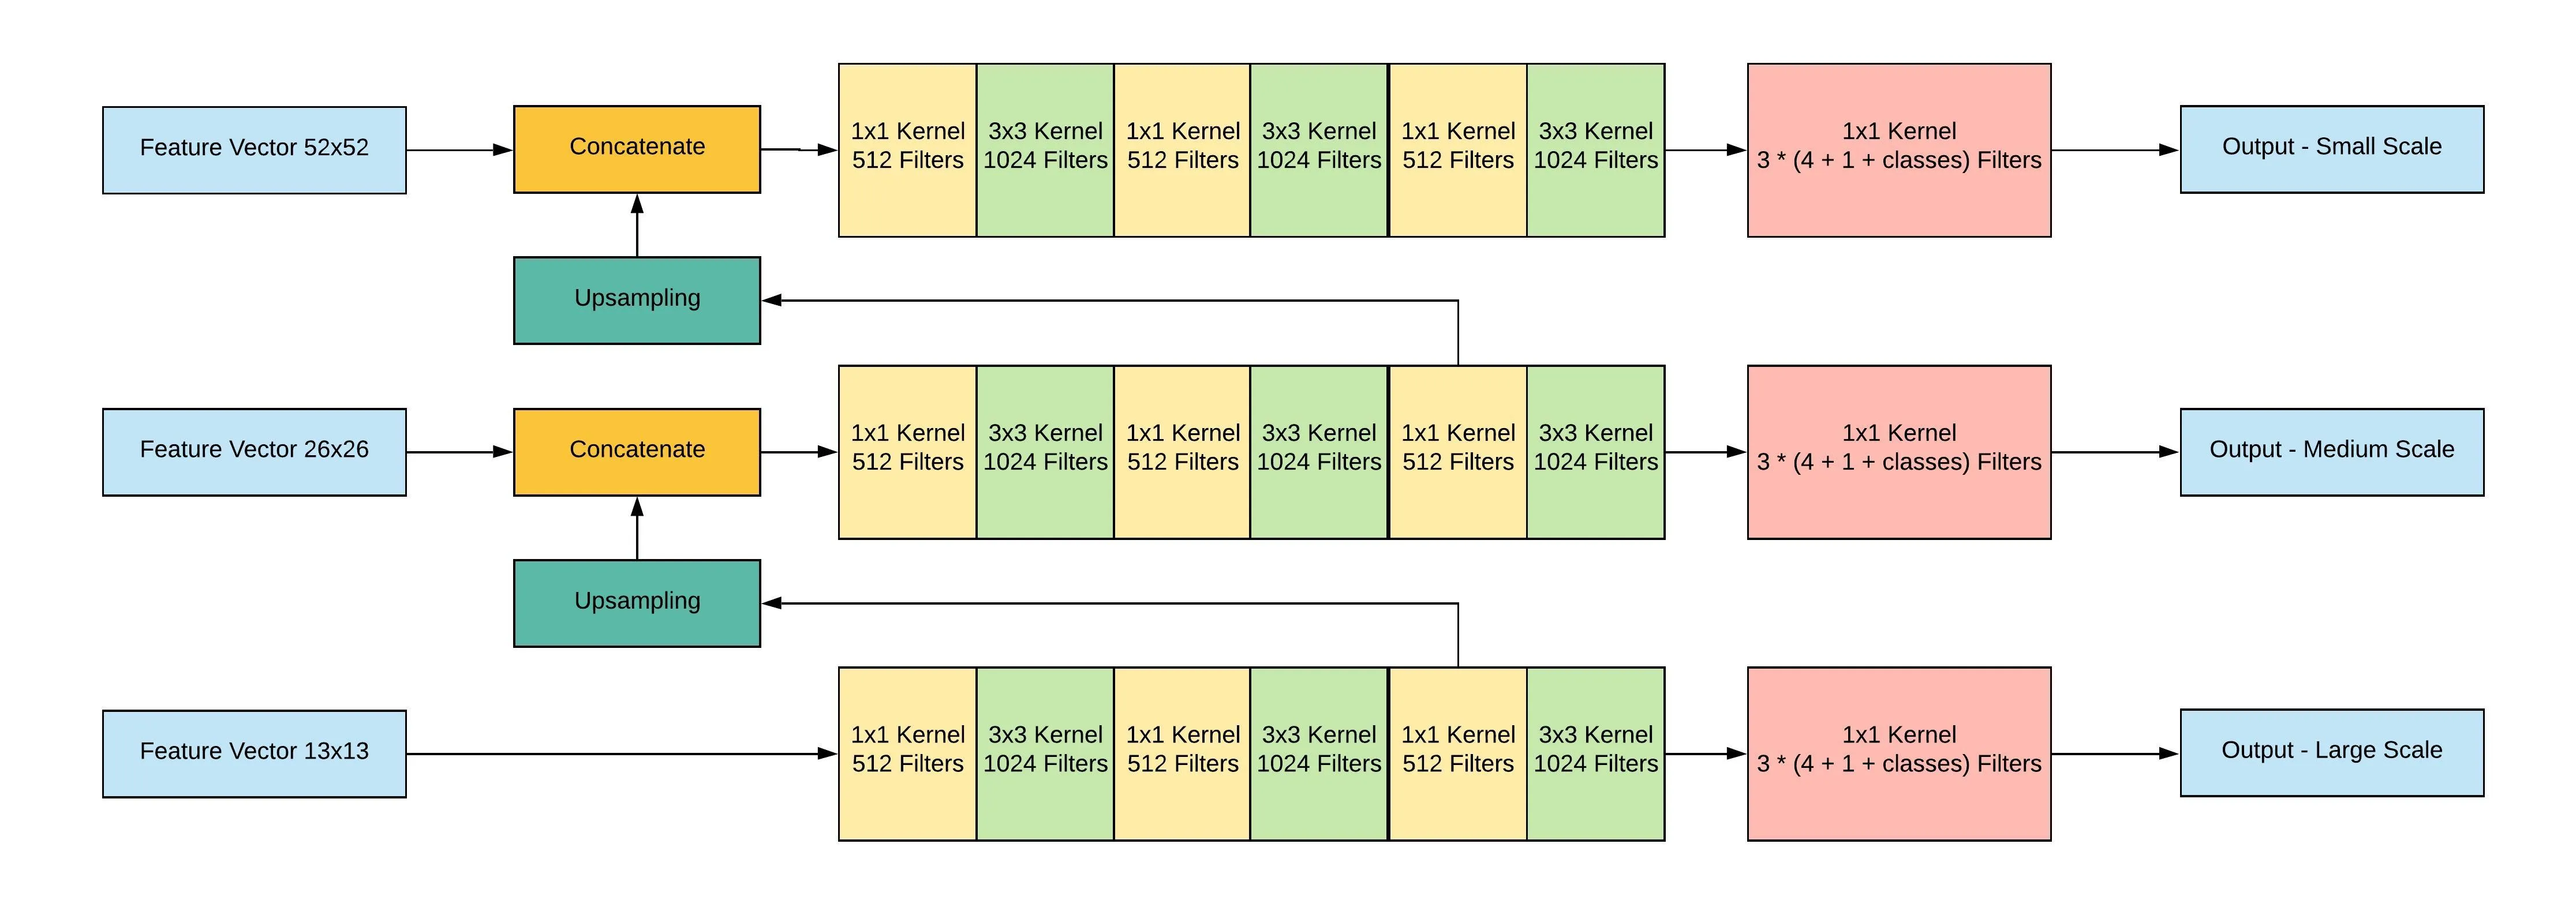 Feature Vector 52x52
Concatenate
1x1 Kernel
512 Filters
3x3 Kernel
1024 Filters
1x1 Kernel
512 Filters
3x3 Kernel
1024 Filters
1x1 Kernel
512 Filters
3x3 Kernel
1024 Filters
1x1 Kernel
3 * (4 + 1 + classes) Filters
Output - Small Scale
Upsampling
Feature Vector 26x26
Concatenate
1x1 Kernel
512 Filters
3x3 Kernel
1024 Filters
1x1 Kernel
512 Filters
3x3 Kernel
1024 Filters
1x1 Kernel
512 Filters
3x3 Kernel
1024 Filters
1x1 Kernel
3 * (4 + 1 + classes) Filters
Output - Medium Scale
Upsampling
Feature Vector 13x13
1x1 Kernel
512 Filters
3x3 Kernel
1024 Filters
1x1 Kernel
512 Filters
3x3 Kernel
1024 Filters
1x1 Kernel
512 Filters
3x3 Kernel
1024 Filters
1x1 Kernel
3 * (4 + 1 + classes) Filters
Output - Large Scale